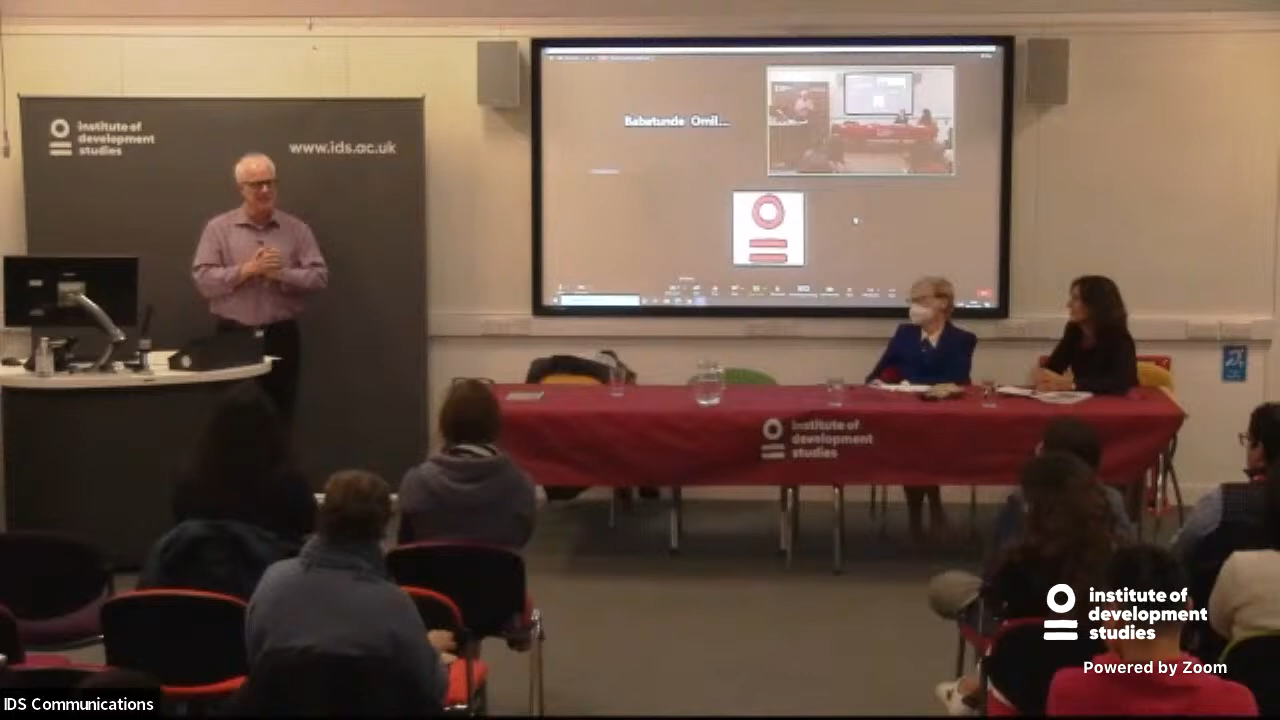 institute of
development
studies
www.ids.ac.uk
Babatunde Omil...
institute of
development
studies
institute of
development
studies
Powered by Zoom
IDS Communications